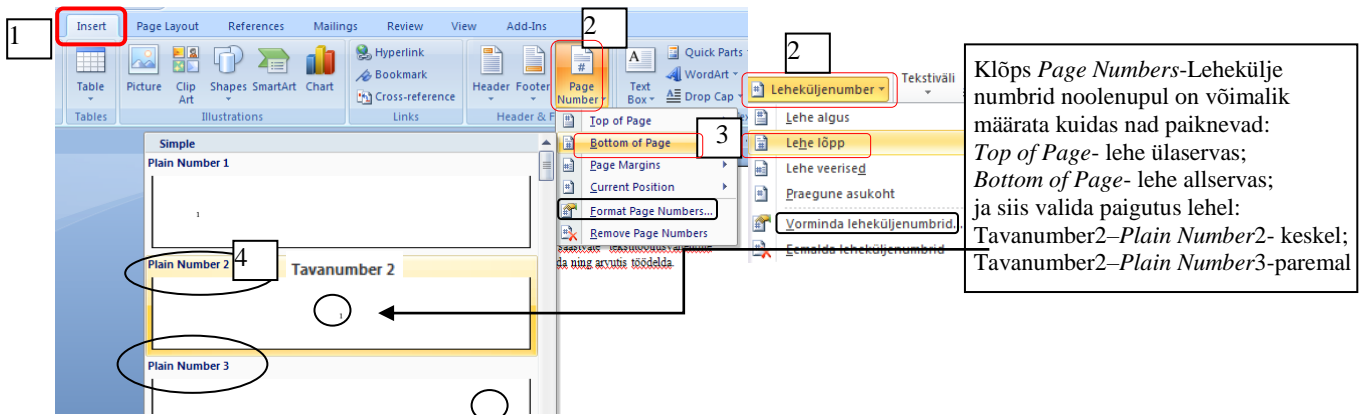 1
Insert Page Layout References Mailings Review View Add-Ins
2
Table
Picture
Clip Art
Shapes
SmartArt
Chart
Hyperlink
Bookmark
Cross-reference
Header
Footer
Page Number
A
Text Box
Quick Parts
WordArt
Drop Cap
Tables
Illustrations
Links
Header & F
Top of Page
Bottom of Page
3
Page Margins
Current Position
Format Page Numbers...
Remove Page Numbers
da ning arvutis töödelda.
Simple
Plain Number 1
1
Plain Number 2
4
Tavanumber 2
1
Plain Number 3
2
Leheküljenumber
Tekstiväli
Lehe algus
Lehe lõpp
Lehe veerised
Praegune asukoht
Vorminda leheküljenumbrid...
Eemalda leheküljenumbrid
Klõps Page Numbers-Lehekülje
numbrid noolenupul on võimalik
määrata kuidas nad paiknevad:
Top of Page- lehe ülaservas;
Bottom of Page- lehe allservas;
ja siis valida paigutus lehel:
Tavanumber2–Plain Number2- keskel;
Tavanumber2–Plain Number3-paremal